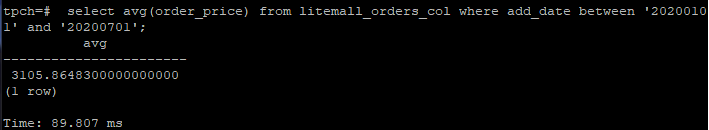 tpch=#  select avg(order_price) from litemall_orders_col where add_date between '2020010
1' and '20200701';
          avg
-----------------------
 3105.8648300000000000
(1 row)

Time: 89.807 ms